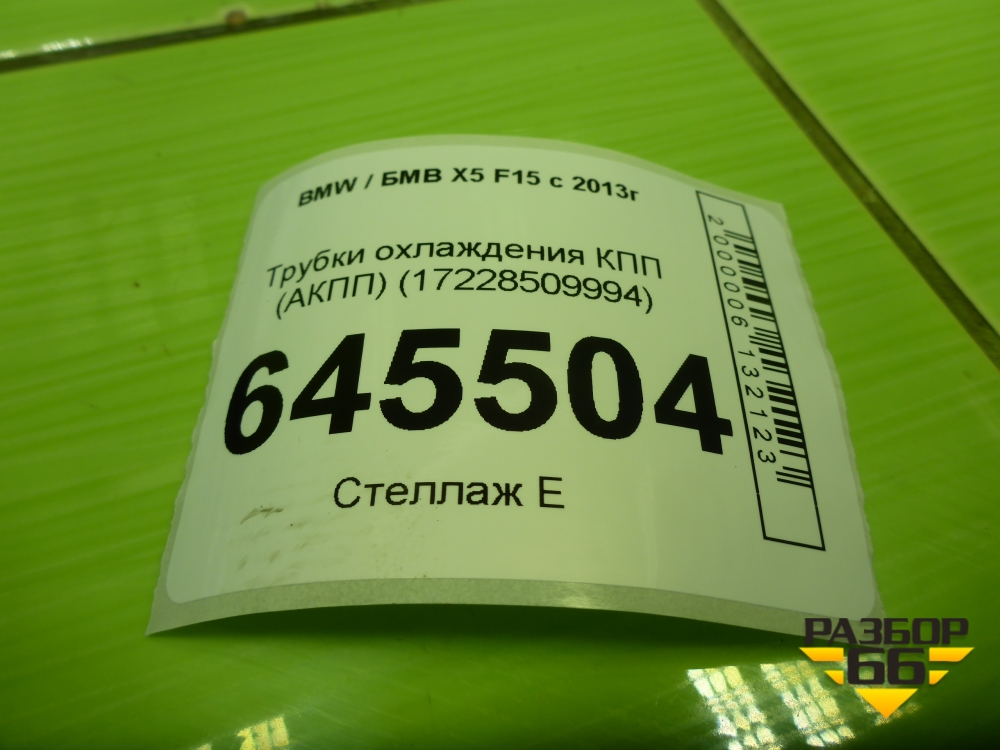 BMW / БМВ X5 F15 с 2013г
Трубки охлаждения КПП
(АКПП) (17228509994)
645504
Стеллаж Е
2000006132123
РАЗБОР
66